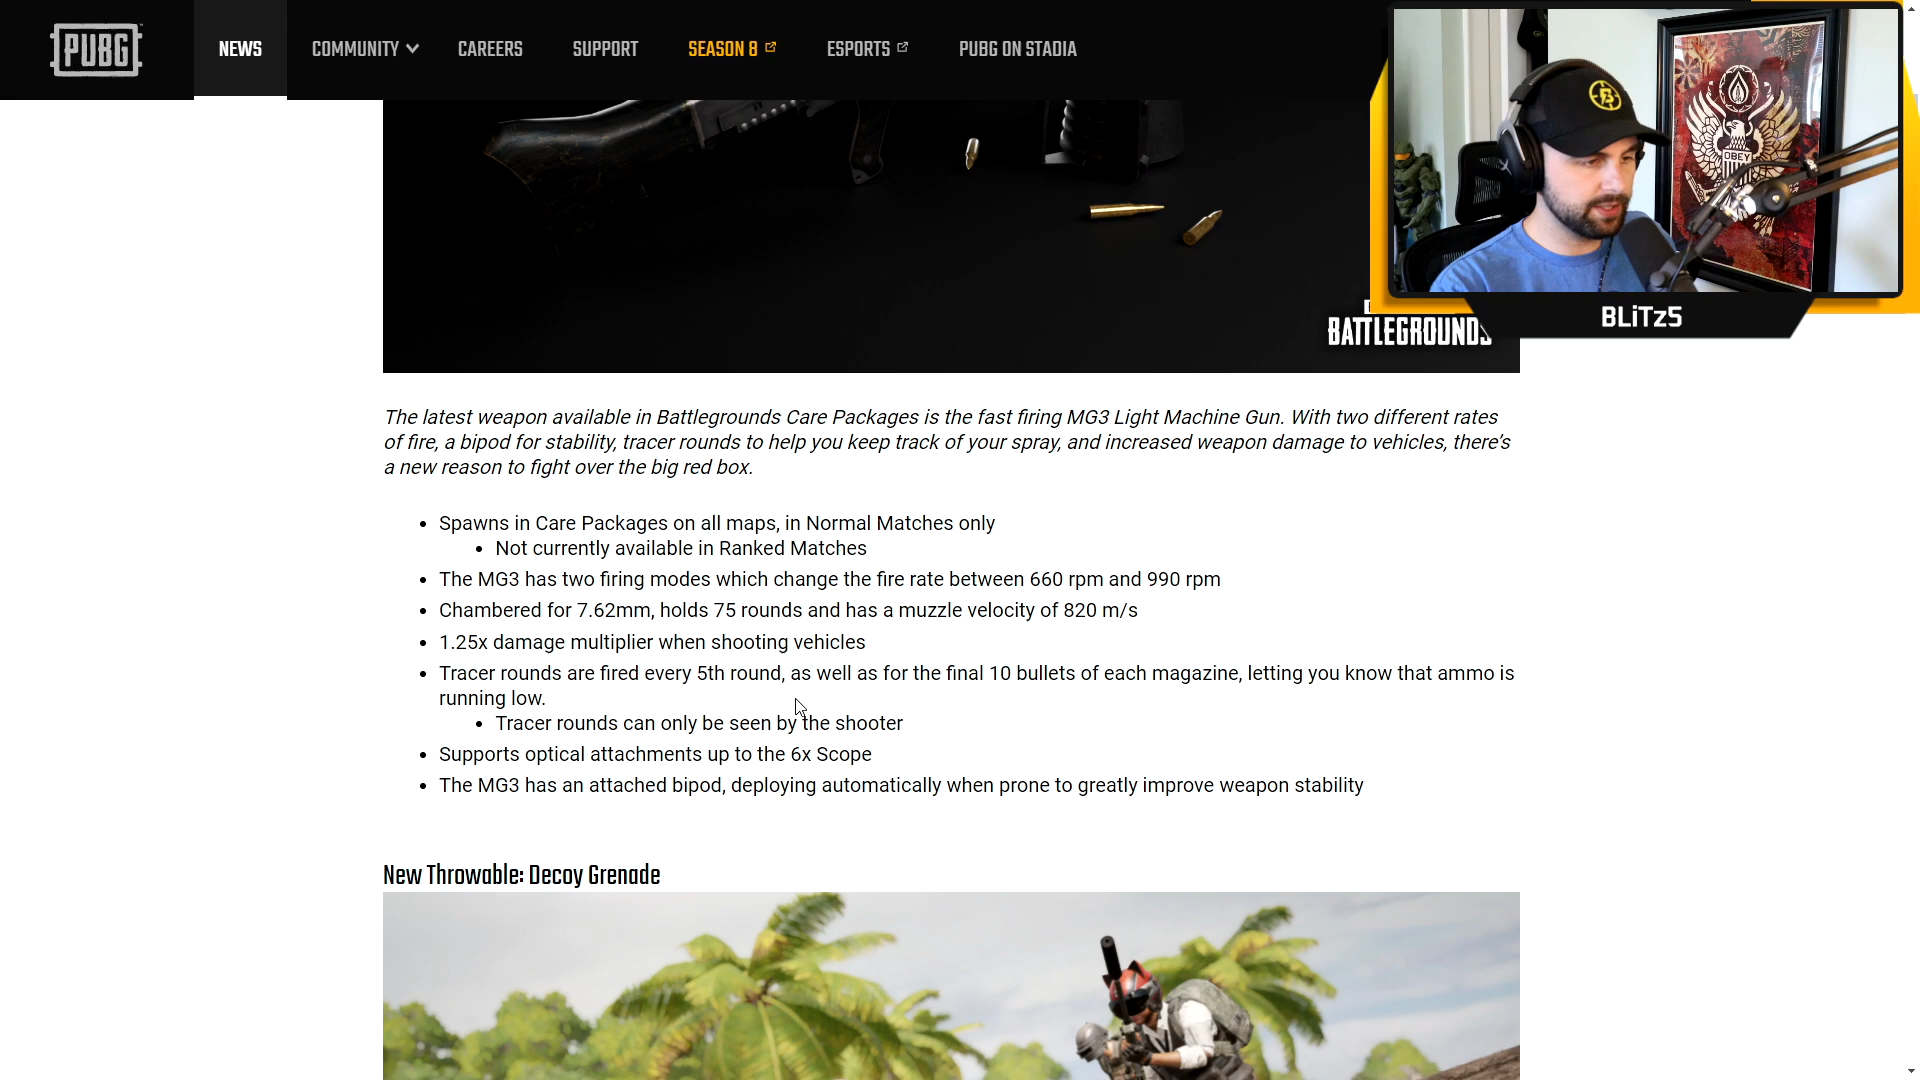 PUBG
NEWS
COMMUNITY
CAREERS
SUPPORT
SEASON 8
ESPORTS
PUBG ON STADIA
OBEY
BLiTz5
BATTLEGROUNDS
The latest weapon available in Battlegrounds Care Packages is the fast firing MG3 Light Machine Gun. With two different rates
of fire, a bipod for stability, tracer rounds to help you keep track of your spray, and increased weapon damage to vehicles, there's
a new reason to fight over the big red box.
• Spawns in Care Packages on all maps, in Normal Matches only
• Not currently available in Ranked Matches
• The MG3 has two firing modes which change the fire rate between 660 rpm and 990 rpm
• Chambered for 7.62mm, holds 75 rounds and has a muzzle velocity of 820 m/s
• 1.25x damage multiplier when shooting vehicles
• Tracer rounds are fired every 5th round, as well as for the final 10 bullets of each magazine, letting you know that ammo is
running low.
• Tracer rounds can only be seen by the shooter
• Supports optical attachments up to the 6x Scope
• The MG3 has an attached bipod, deploying automatically when prone to greatly improve weapon stability
New Throwable: Decoy Grenade